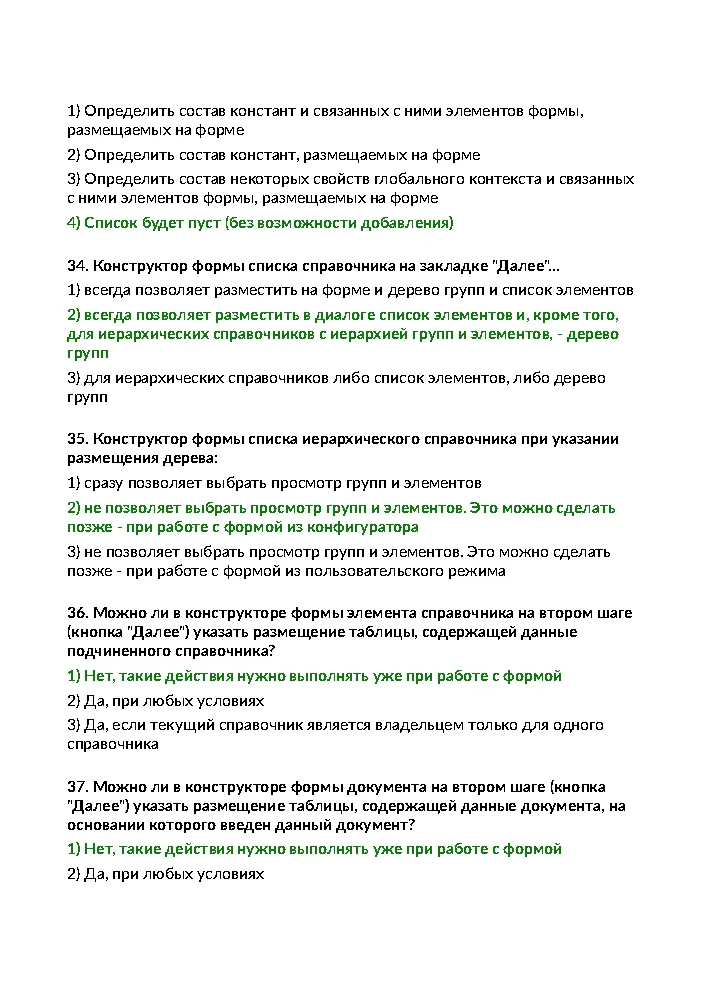 1) Определить состав констант и связанных с ними элементов формы,
размещаемых на форме
2) Определить состав констант, размещаемых на форме
3) Определить состав некоторых свойств глобального контекста и связанных
с ними элементов формы, размещаемых на форме
4) Список будет пуст (без возможности добавления)
34. Конструктор формы списка справочника на закладке "Далее"...
1) всегда позволяет разместить на форме и дерево групп и список элементов
2) всегда позволяет разместить в диалоге список элементов и, кроме того,
для иерархических справочников с иерархией групп и элементов, - дерево
групп
3) для иерархических справочников либо список элементов, либо дерево
групп
35. Конструктор формы списка иерархического справочника при указании
размещения дерева:
1) сразу позволяет выбрать просмотр групп и элементов
2) не позволяет выбрать просмотр групп и элементов. Это можно сделать
позже - при работе с формой из конфигуратора
3) не позволяет выбрать просмотр групп и элементов. Это можно сделать
позже - при работе с формой из пользовательского режима
36. Можно ли в конструкторе формы элемента справочника на втором шаге
(кнопка "Далее") указать размещение таблицы, содержащей данные
подчиненного справочника?
1) Нет, такие действия нужно выполнять уже при работе с формой
2) Да, при любых условиях
3) Да, если текущий справочник является владельцем только для одного
справочника
37. Можно ли в конструкторе формы документа на втором шаге (кнопка
"Далее") указать размещение таблицы, содержащей данные документа, на
основании которого введен данный документ?
1) Нет, такие действия нужно выполнять уже при работе с формой
2) Да, при любых условиях